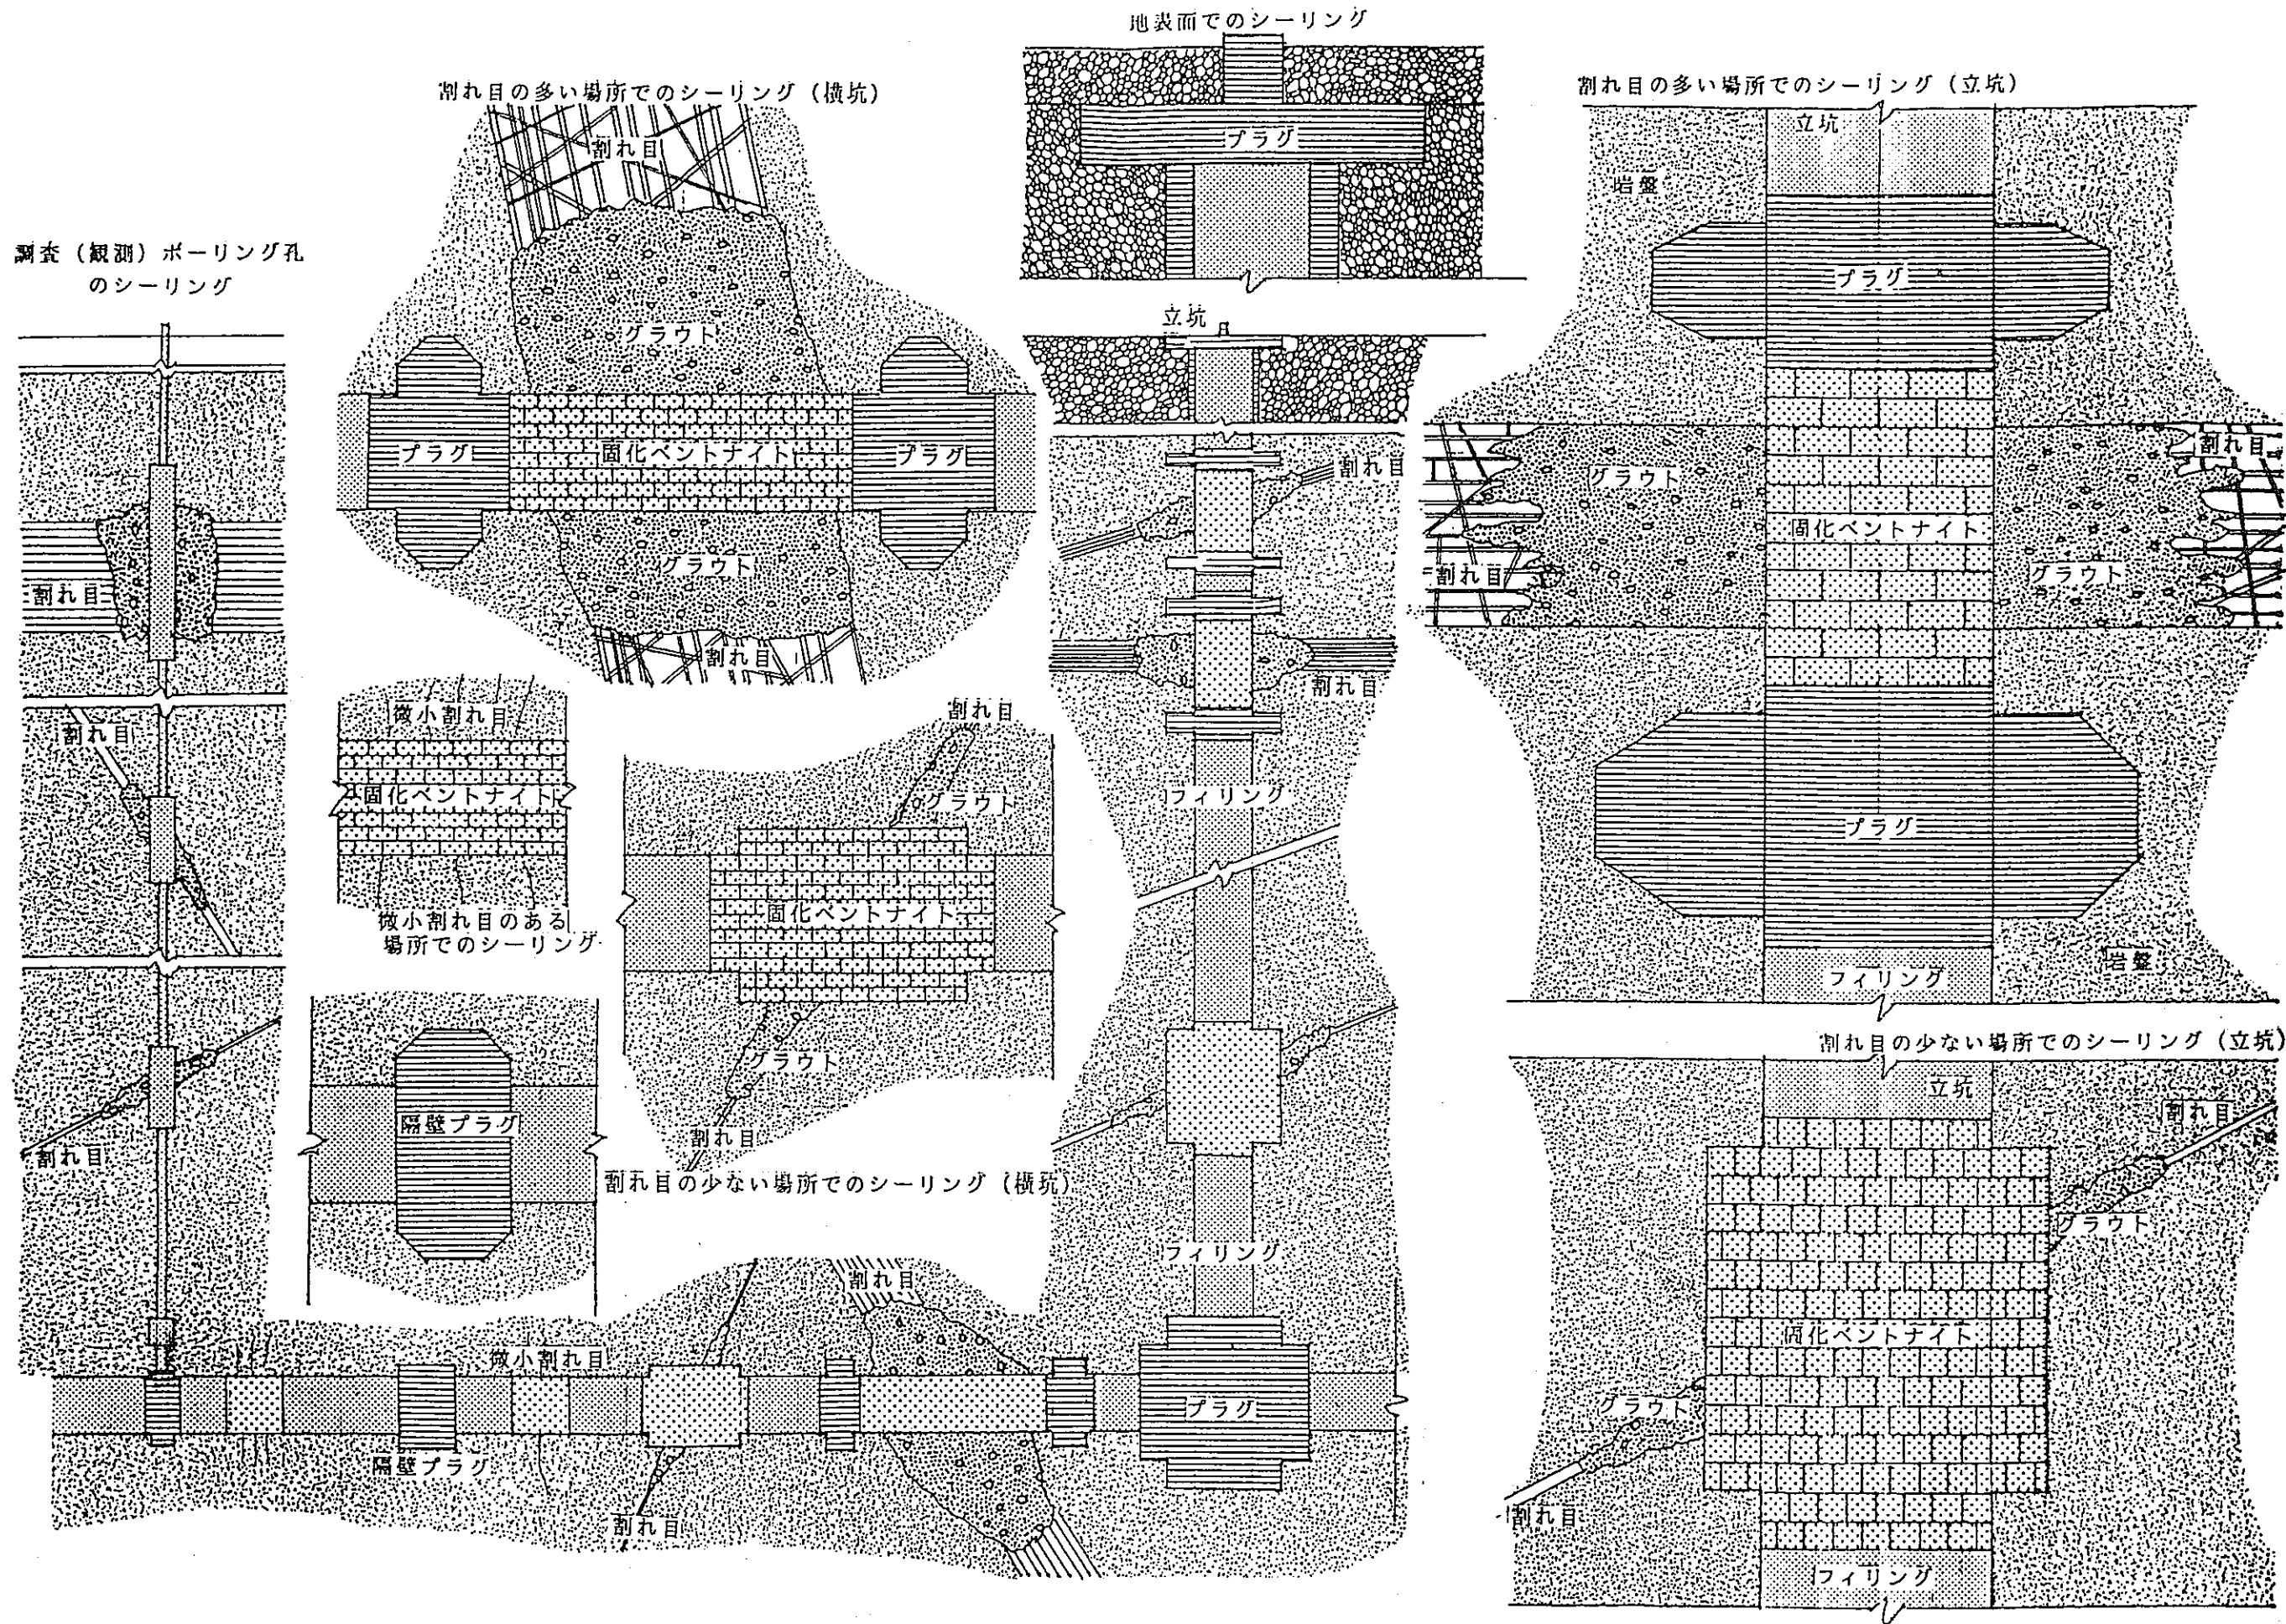 地表面でのシーリング
プラグ
立坑
割れ目の多い場所でのシーリング（横坑）
割れ目
グラウト
プラグ
固化ベントナイト
プラグ
グラウト
割れ目
割れ目の多い場所でのシーリング（立坑）
立坑
岩盤
プラグ
割れ目
グラウト
固化ベントナイト
割れ目
グラウト
プラグ
岩盤
フィリング
調査（観測）ボーリング孔
のシーリング
割れ目
割れ目
割れ目
微小割れ目
固化ベントナイト
微小割れ目のある
場所でのシーリング
隔壁プラグ
割れ目
グラウト
固化ベントナイト
グラウト
割れ目
割れ目の少ない場所でのシーリング（横坑）
割れ目
割れ目
フィリング
フィリング
割れ目
微小割れ目
プラグ
隔壁プラグ
割れ目
割れ目の少ない場所でのシーリング（立坑）
立坑
割れ目
グラウト
固化ベントナイト
グラウト
割れ目
フィリング